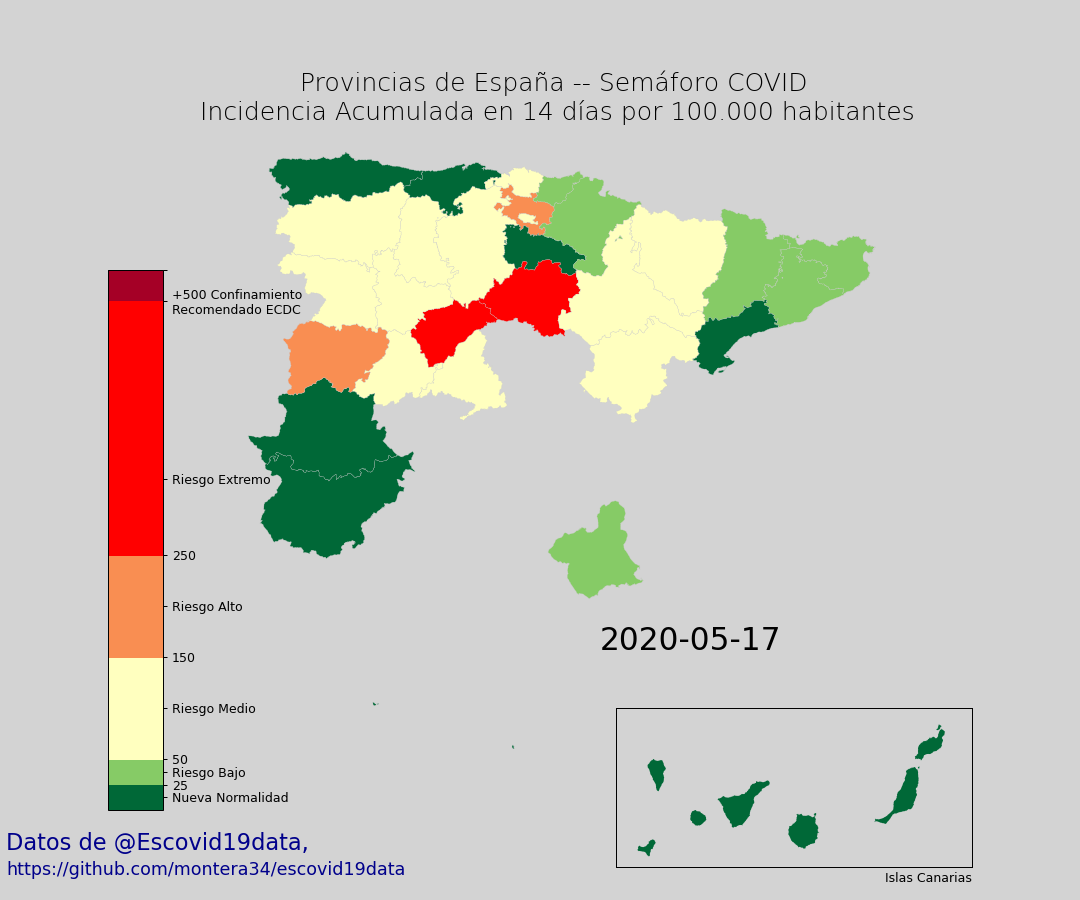 Provincias de España -- Semáforo COVID
Incidencia Acumulada en 14 días por 100.000 habitantes
+500 Confinamiento
Recomendado ECDC
Riesgo Extremo
250
Riesgo Alto
150
Riesgo Medio
50
Riesgo Bajo
25
Nueva Normalidad
2020-05-17
Islas Canarias
Datos de @Escovid19data,
https://github.com/montera34/escovid19data